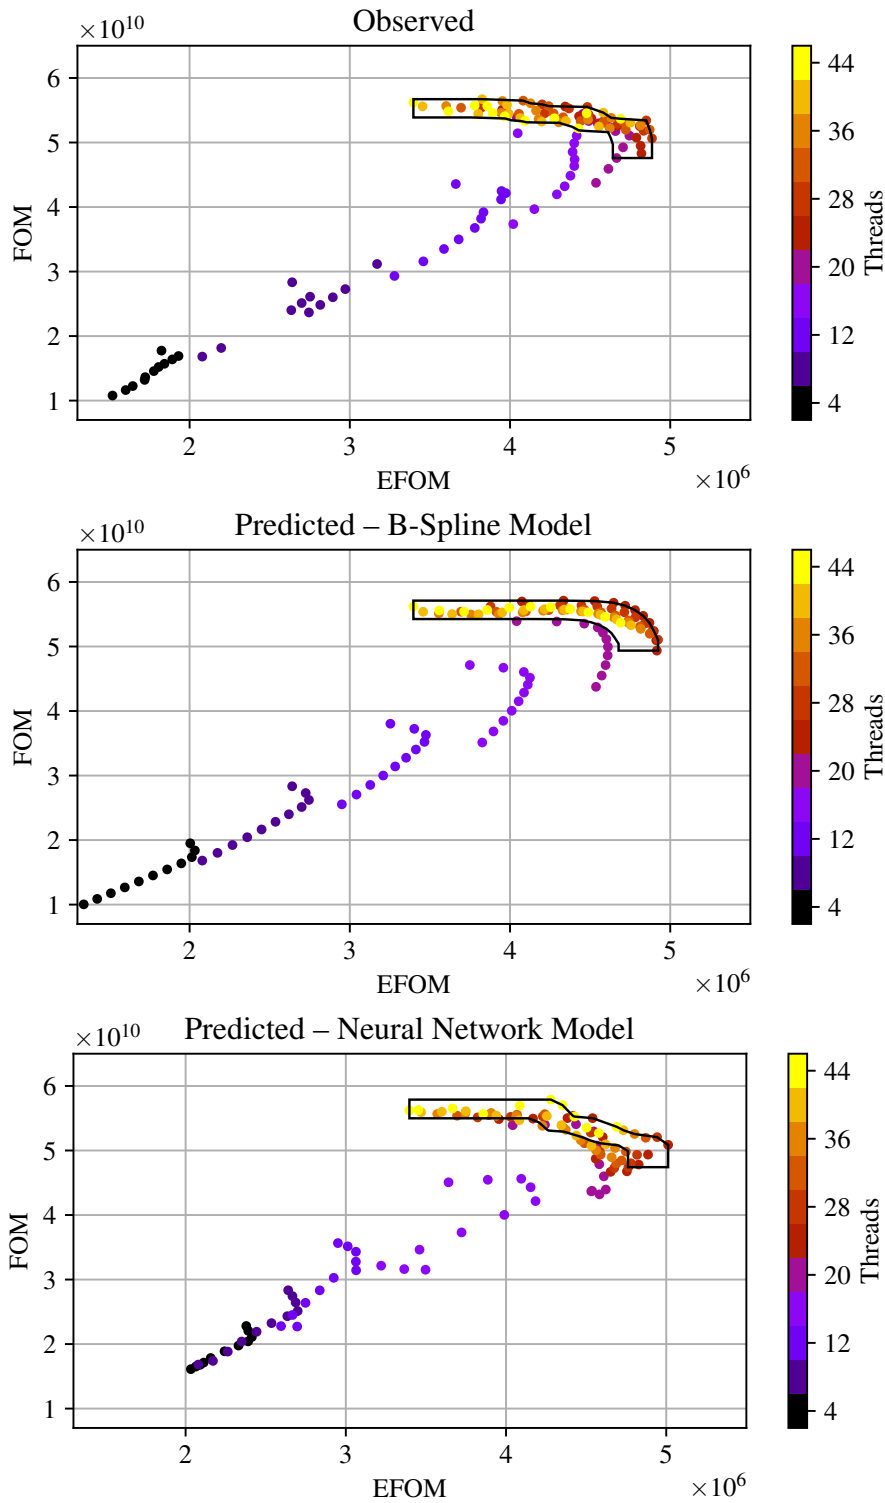 Observed
×10¹⁰
6
5
4
3
2
1
FOM
2 3 4 5
EFOM
×10⁶
44
36
28
20
12
4
Threads
Predicted – B-Spline Model
×10¹⁰
6
5
4
3
2
1
FOM
2 3 4 5
EFOM
×10⁶
44
36
28
20
12
4
Threads
Predicted – Neural Network Model
×10¹⁰
6
5
4
3
2
1
FOM
2 3 4 5
EFOM
×10⁶
44
36
28
20
12
4
Threads